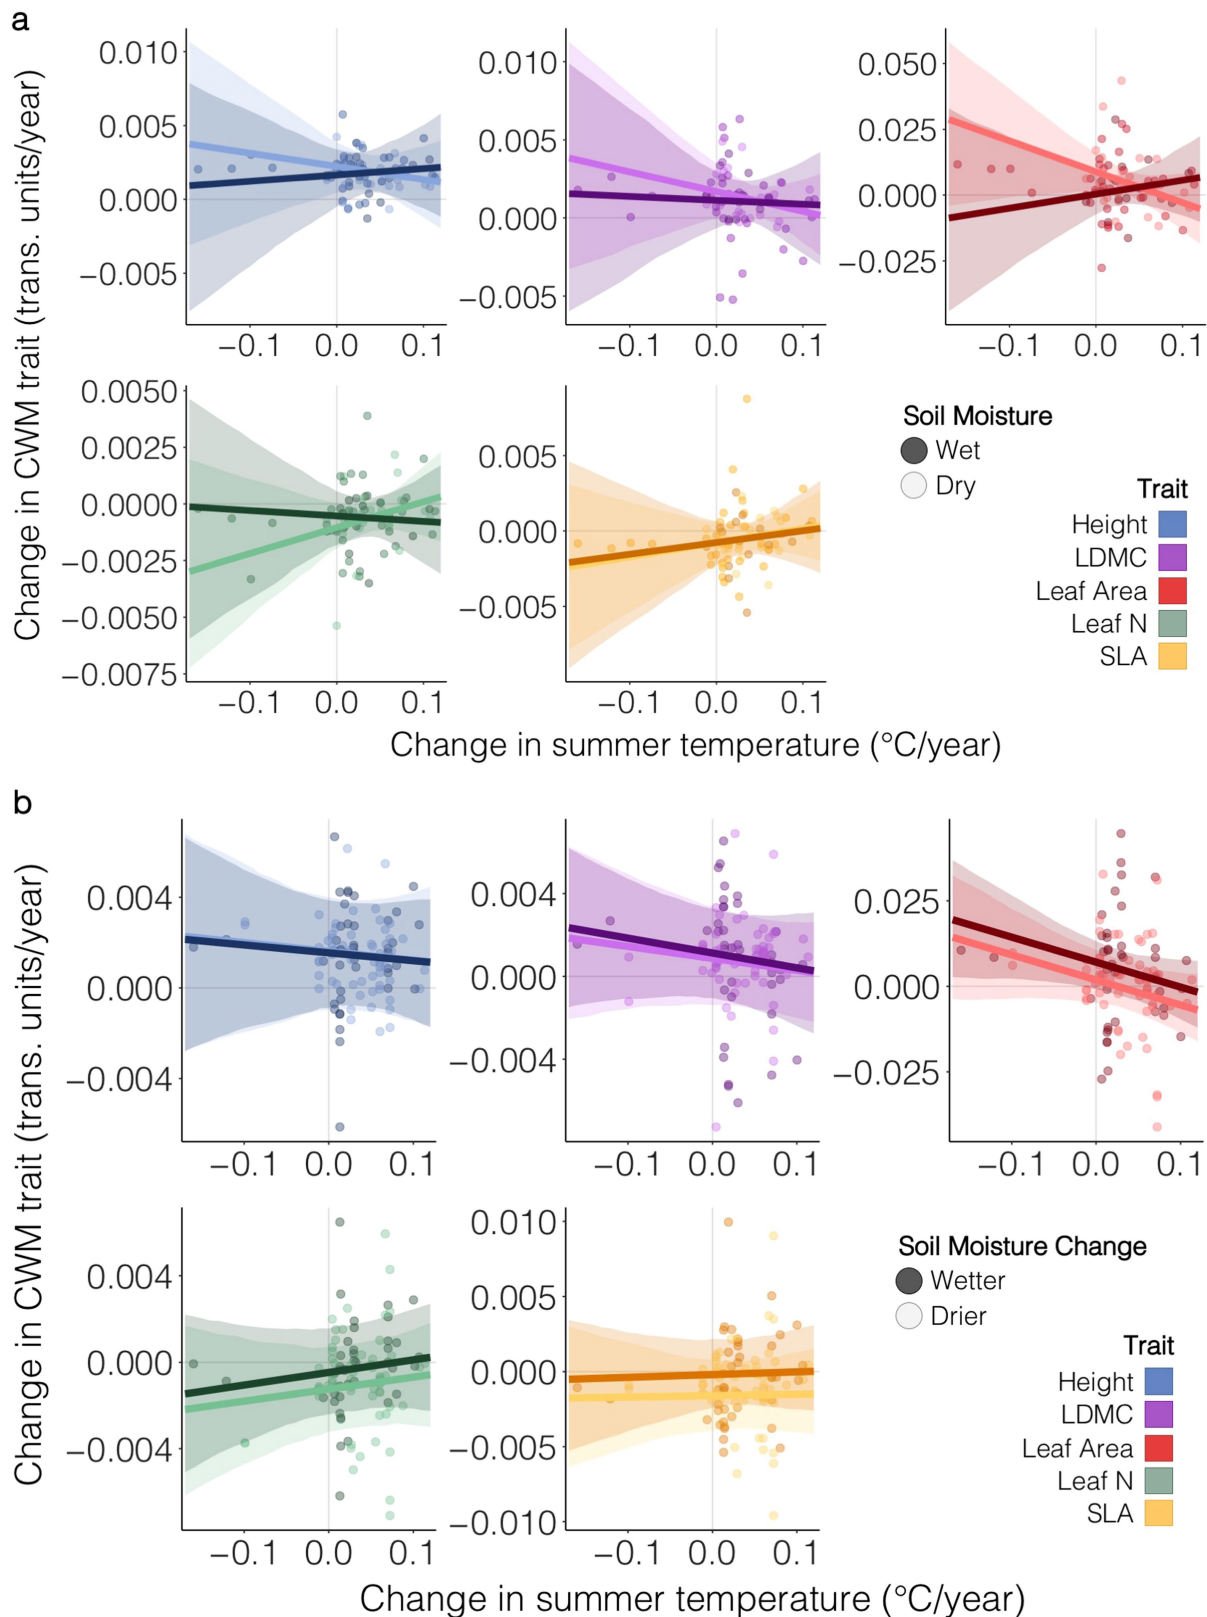 a
Change in CWM trait (trans. units/year)
0.010
0.005
0.000
−0.005
−0.1 0.0 0.1
0.010
0.005
0.000
−0.005
−0.1 0.0 0.1
0.050
0.025
0.000
−0.025
−0.1 0.0 0.1
0.0050
0.0025
0.0000
−0.0025
−0.0050
−0.0075
−0.1 0.0 0.1
0.005
0.000
−0.005
−0.1 0.0 0.1
Soil Moisture
Wet
Dry
Trait
Height
LDMC
Leaf Area
Leaf N
SLA
Change in summer temperature (°C/year)
b
Change in CWM trait (trans. units/year)
0.004
0.000
−0.004
−0.1 0.0 0.1
0.004
0.000
−0.004
−0.1 0.0 0.1
0.025
0.000
−0.025
−0.1 0.0 0.1
0.004
0.000
−0.004
−0.1 0.0 0.1
0.010
0.005
0.000
−0.005
−0.010
−0.1 0.0 0.1
Soil Moisture Change
Wetter
Drier
Trait
Height
LDMC
Leaf Area
Leaf N
SLA
Change in summer temperature (°C/year)